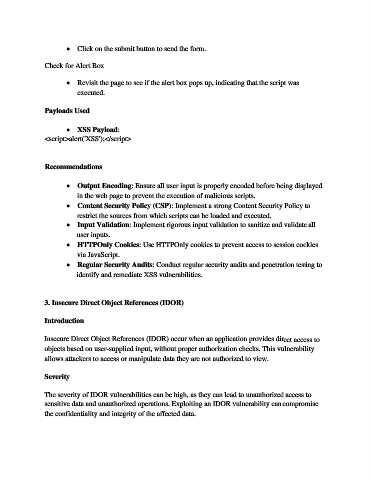 • Click on the submit button to send the form.
Check for Alert Box
• Revisit the page to see if the alert box pops up, indicating that the script was
executed.
Payloads Used
• XSS Payload:
<script>alert('XSS');</script>
Recommendations
• Output Encoding: Ensure all user input is properly encoded before being displayed
in the web page to prevent the execution of malicious scripts.
• Content Security Policy (CSP): Implement a strong Content Security Policy to
restrict the sources from which scripts can be loaded and executed.
• Input Validation: Implement rigorous input validation to sanitize and validate all
user inputs.
• HTTPOnly Cookies: Use HTTPOnly cookies to prevent access to session cookies
via JavaScript.
• Regular Security Audits: Conduct regular security audits and penetration testing to
identify and remediate XSS vulnerabilities.
3. Insecure Direct Object References (IDOR)
Introduction
Insecure Direct Object References (IDOR) occur when an application provides direct access to
objects based on user-supplied input, without proper authorization checks. This vulnerability
allows attackers to access or manipulate data they are not authorized to view.
Severity
The severity of IDOR vulnerabilities can be high, as they can lead to unauthorized access to
sensitive data and unauthorized operations. Exploiting an IDOR vulnerability can compromise
the confidentiality and integrity of the affected data.